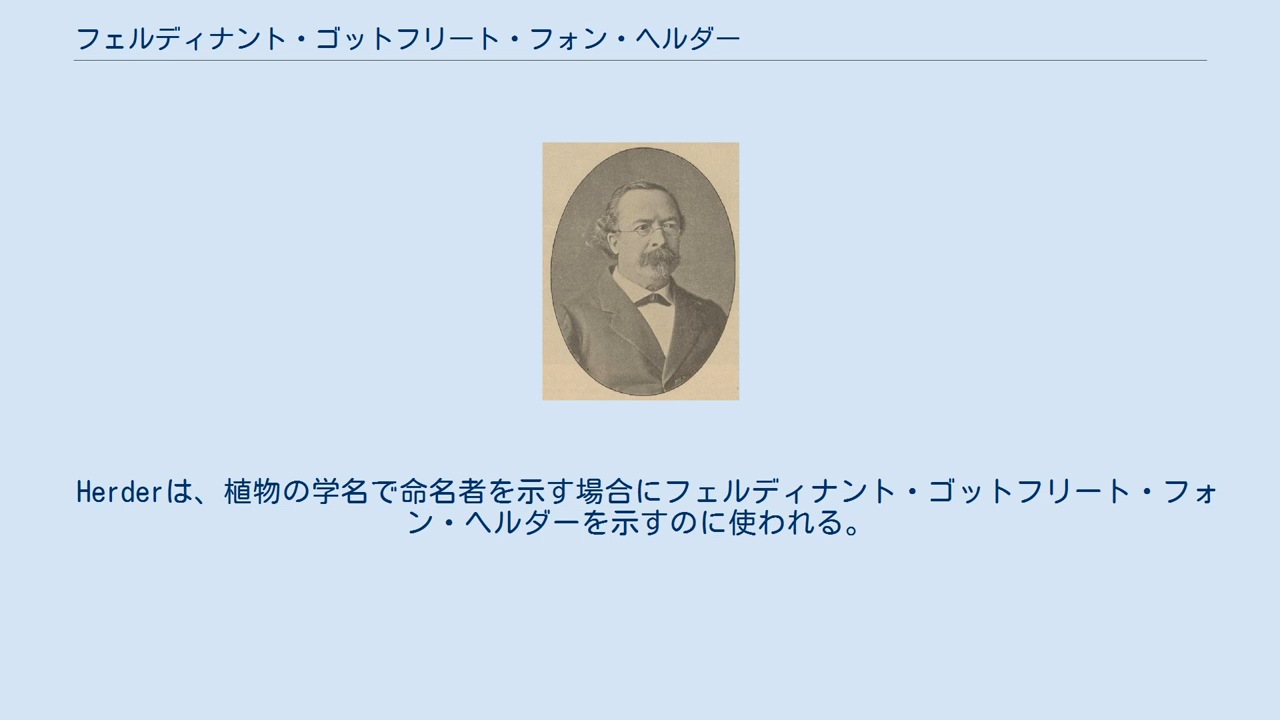 フェルディナント・ゴットフリート・フォン・ヘルダー
Herderは、植物の学名で命名者を示す場合にフェルディナント・ゴットフリート・フォ
ン・ヘルダーを示すのに使われる。